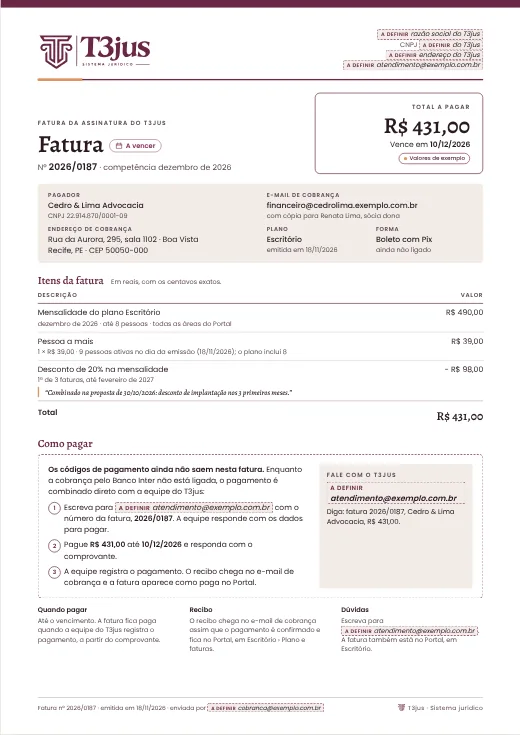 T3jus
SISTEMA JURÍDICO
A DEFINIR razão social do T3jus
CNPJ A DEFINIR do T3jus
A DEFINIR endereço do T3jus
A DEFINIR atendimento@exemplo.com.br
FATURA DA ASSINATURA DO T3JUS
Fatura A vencer
Nº 2026/0187 · competência dezembro de 2026
TOTAL A PAGAR
R$ 431,00
Vence em 10/12/2026
Valores de exemplo
PAGADOR
Cedro & Lima Advocacia
CNPJ 22.914.870/0001-09
ENDEREÇO DE COBRANÇA
Rua da Aurora, 295, sala 1102 · Boa Vista
Recife, PE · CEP 50050-000
E-MAIL DE COBRANÇA
financeiro@cedrolima.exemplo.com.br
com cópia para Renata Lima, sócia dona
PLANO
Escritório
emitida em 18/11/2026
FORMA
Boleto com Pix
ainda não ligado
Itens da fatura Em reais, com os centavos exatos.
DESCRIÇÃO VALOR
Mensalidade do plano Escritório R$ 490,00
dezembro de 2026 · até 8 pessoas · todas as áreas do Portal
Pessoa a mais R$ 39,00
1 × R$ 39,00 · 9 pessoas ativas no dia da emissão (18/11/2026); o plano inclui 8
Desconto de 20% na mensalidade - R$ 98,00
1ª de 3 faturas, até fevereiro de 2027
"Combinado na proposta de 30/10/2026: desconto de implantação nos 3 primeiros meses."
Total R$ 431,00
Como pagar
Os códigos de pagamento ainda não saem nesta fatura. Enquanto
a cobrança pelo Banco Inter não está ligada, o pagamento é
combinado direto com a equipe do T3jus:
1 Escreva para A DEFINIR atendimento@exemplo.com.br com o
número da fatura, 2026/0187. A equipe responde com os dados
para pagar.
2 Pague R$ 431,00 até 10/12/2026 e responda com o
comprovante.
3 A equipe registra o pagamento. O recibo chega no e-mail de
cobrança e a fatura aparece como paga no Portal.
FALE COM O T3JUS
A DEFINIR
atendimento@exemplo.com.br
Diga: fatura 2026/0187, Cedro & Lima
Advocacia, R$ 431,00.
Quando pagar
Até o vencimento. A fatura fica paga
quando a equipe do T3jus registra o
pagamento, a partir do comprovante.
Recibo
O recibo chega no e-mail de cobrança
assim que o pagamento é confirmado e
fica no Portal, em Escritório › Plano e
faturas.
Dúvidas
Escreva para
A DEFINIR atendimento@exemplo.com.br.
A fatura também está no Portal, em
Escritório.
Fatura nº 2026/0187 · emitida em 18/11/2026 · enviada por A DEFINIR cobranca@exemplo.com.br
T3jus · Sistema jurídico